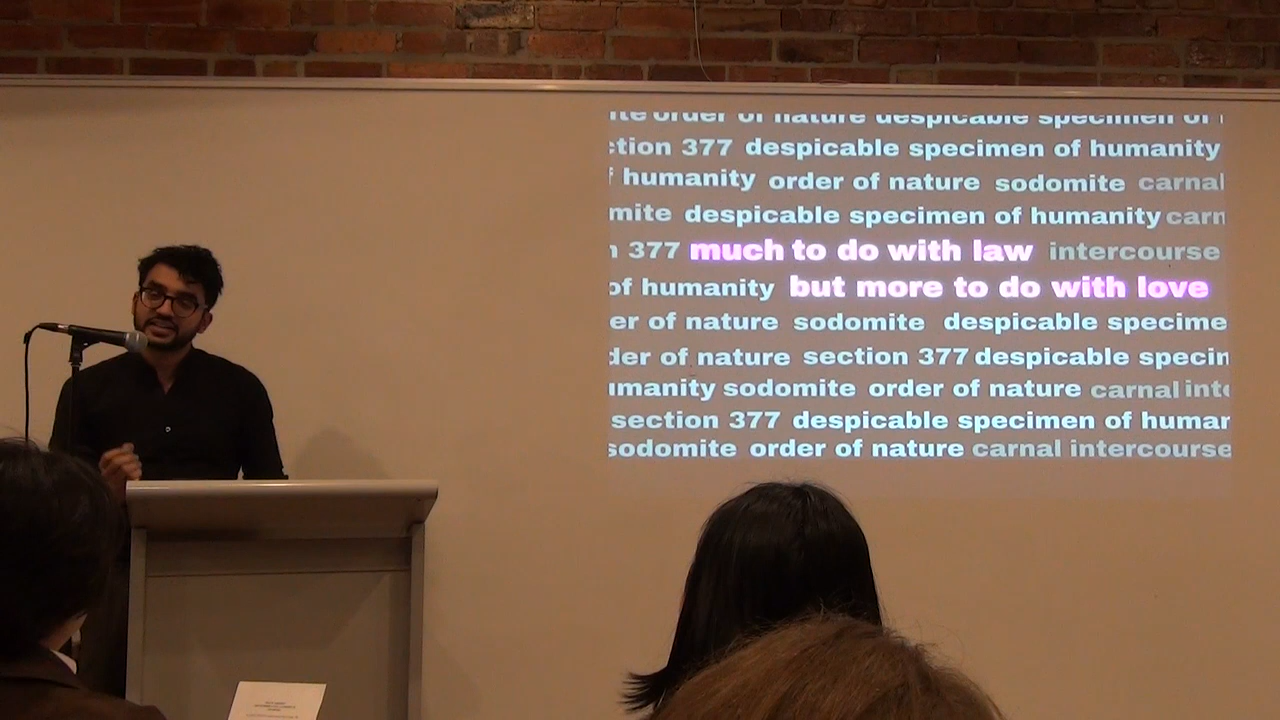 order of nature despicable specimen of
ction 377 despicable specimen of humanity
f humanity order of nature sodomite carnal
mite despicable specimen of humanity carn
n 377 much to do with law intercourse
of humanity but more to do with love
er of nature sodomite despicable specime
der of nature section 377 despicable specim
umanity sodomite order of nature carnal inte
section 377 despicable specimen of human
sodomite order of nature carnal intercourse